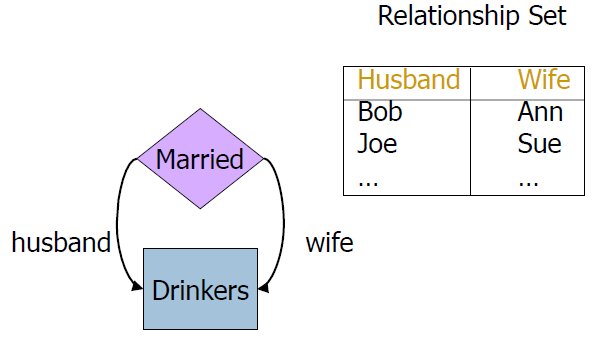 Relationship Set
Husband Wife
Bob Ann
Joe Sue
... ...
Married
husband wife
Drinkers